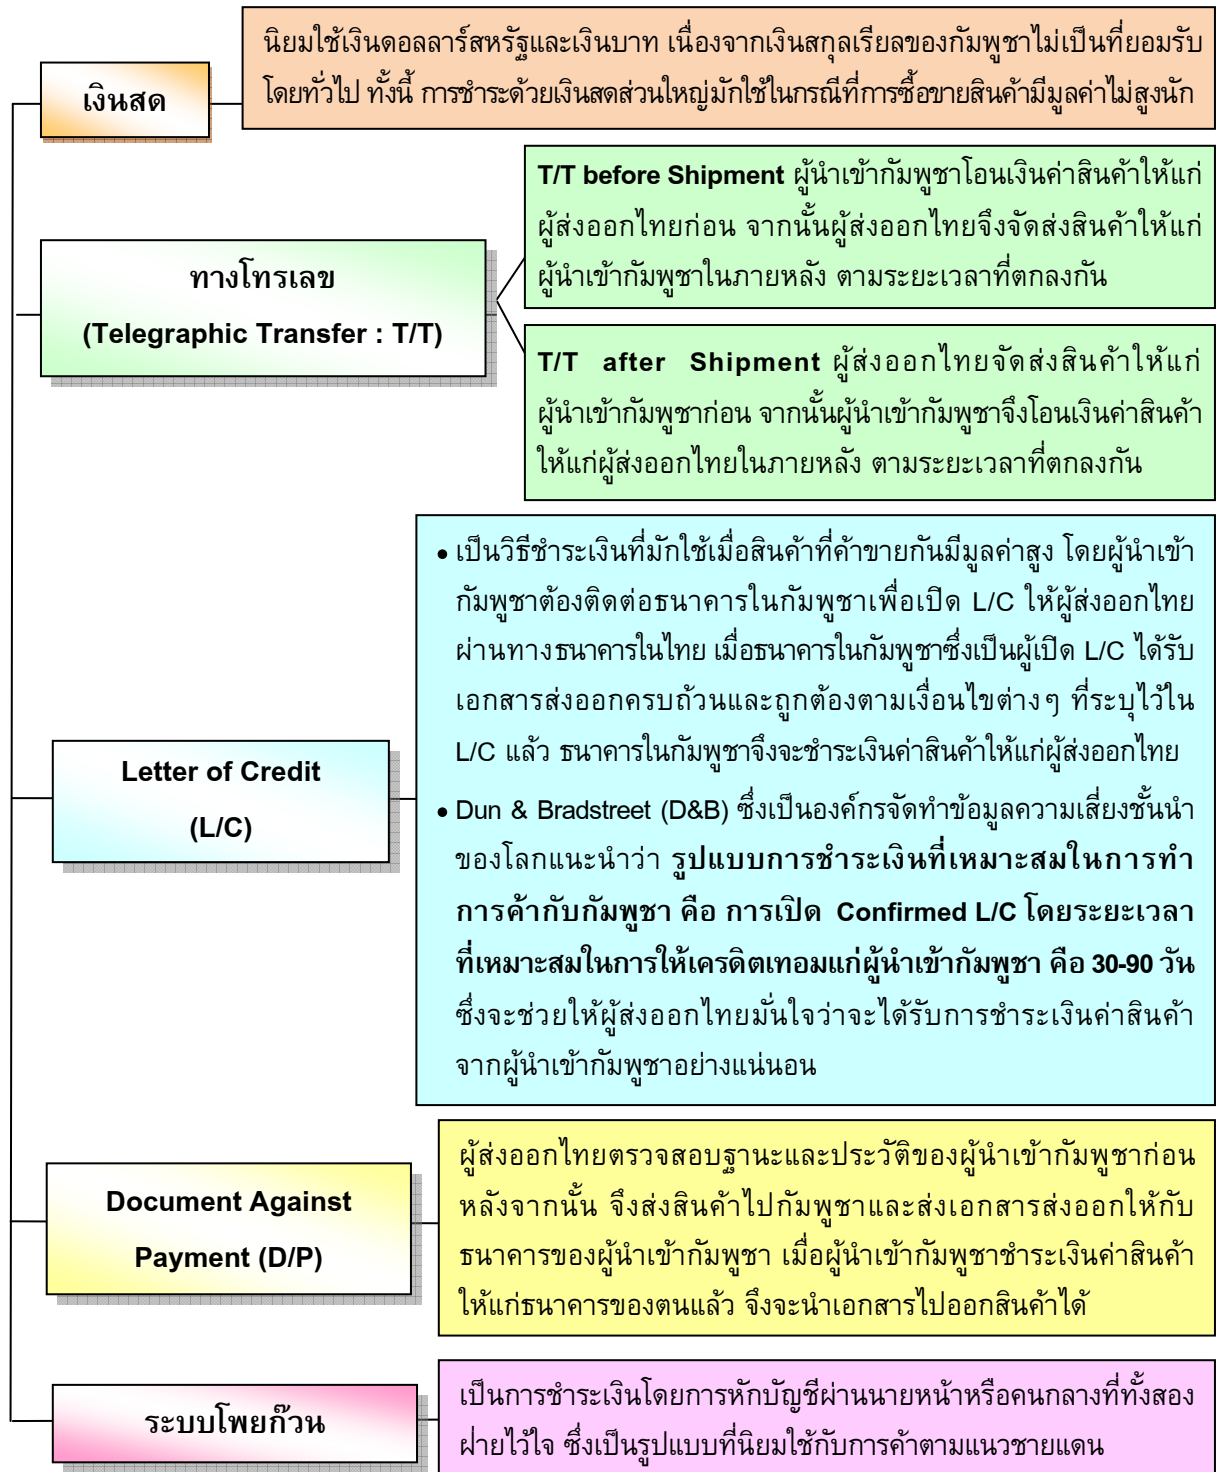 เงินสด
นิยมใช้เงินดอลลาร์สหรัฐและเงินบาท เนื่องจากเงินสกุลเรียลของกัมพูชาไม่เป็นที่ยอมรับ
โดยทั่วไป ทั้งนี้ การชำระด้วยเงินสดส่วนใหญ่มักใช้ในกรณีที่การซื้อขายสินค้ามีมูลค่าไม่สูงนัก
ทางโทรเลข
(Telegraphic Transfer : T/T)
T/T before Shipment ผู้นำเข้ากัมพูชาโอนเงินค่าสินค้าให้แก่
ผู้ส่งออกไทยก่อน จากนั้นผู้ส่งออกไทยจึงจัดส่งสินค้าให้แก่
ผู้นำเข้ากัมพูชาในภายหลัง ตามระยะเวลาที่ตกลงกัน
T/T after Shipment ผู้ส่งออกไทยจัดส่งสินค้าให้แก่
ผู้นำเข้ากัมพูชาก่อน จากนั้นผู้นำเข้ากัมพูชาจึงโอนเงินค่าสินค้า
ให้แก่ผู้ส่งออกไทยในภายหลัง ตามระยะเวลาที่ตกลงกัน
Letter of Credit
(L/C)
• เป็นวิธีชำระเงินที่มักใช้เมื่อสินค้าที่ค้าขายกันมีมูลค่าสูง โดยผู้นำเข้า
กัมพูชาต้องติดต่อธนาคารในกัมพูชาเพื่อเปิด L/C ให้ผู้ส่งออกไทย
ผ่านทางธนาคารในไทย เมื่อธนาคารในกัมพูชาซึ่งเป็นผู้เปิด L/C ได้รับ
เอกสารส่งออกครบถ้วนและถูกต้องตามเงื่อนไขต่างๆ ที่ระบุไว้ใน
L/C แล้ว ธนาคารในกัมพูชาจึงจะชำระเงินค่าสินค้าให้แก่ผู้ส่งออกไทย
• Dun & Bradstreet (D&B) ซึ่งเป็นองค์กรจัดทำข้อมูลความเสี่ยงชั้นนำ
ของโลกแนะนำว่า รูปแบบการชำระเงินที่เหมาะสมในการทำ
การค้ากับกัมพูชา คือ การเปิด Confirmed L/C โดยระยะเวลา
ที่เหมาะสมในการให้เครดิตเทอมแก่ผู้นำเข้ากัมพูชา คือ 30-90 วัน
ซึ่งจะช่วยให้ผู้ส่งออกไทยมั่นใจว่าจะได้รับการชำระเงินค่าสินค้า
จากผู้นำเข้ากัมพูชาอย่างแน่นอน
Document Against
Payment (D/P)
ผู้ส่งออกไทยตรวจสอบฐานะและประวัติของผู้นำเข้ากัมพูชาก่อน
หลังจากนั้น จึงส่งสินค้าไปกัมพูชาและส่งเอกสารส่งออกให้กับ
ธนาคารของผู้นำเข้ากัมพูชา เมื่อผู้นำเข้ากัมพูชาชำระเงินค่าสินค้า
ให้แก่ธนาคารของตนแล้ว จึงจะนำเอกสารไปออกสินค้าได้
ระบบโพยก๊วน
เป็นการชำระเงินโดยการหักบัญชีผ่านนายหน้าหรือคนกลางที่ทั้งสอง
ฝ่ายไว้ใจ ซึ่งเป็นรูปแบบที่นิยมใช้กับการค้าตามแนวชายแดน